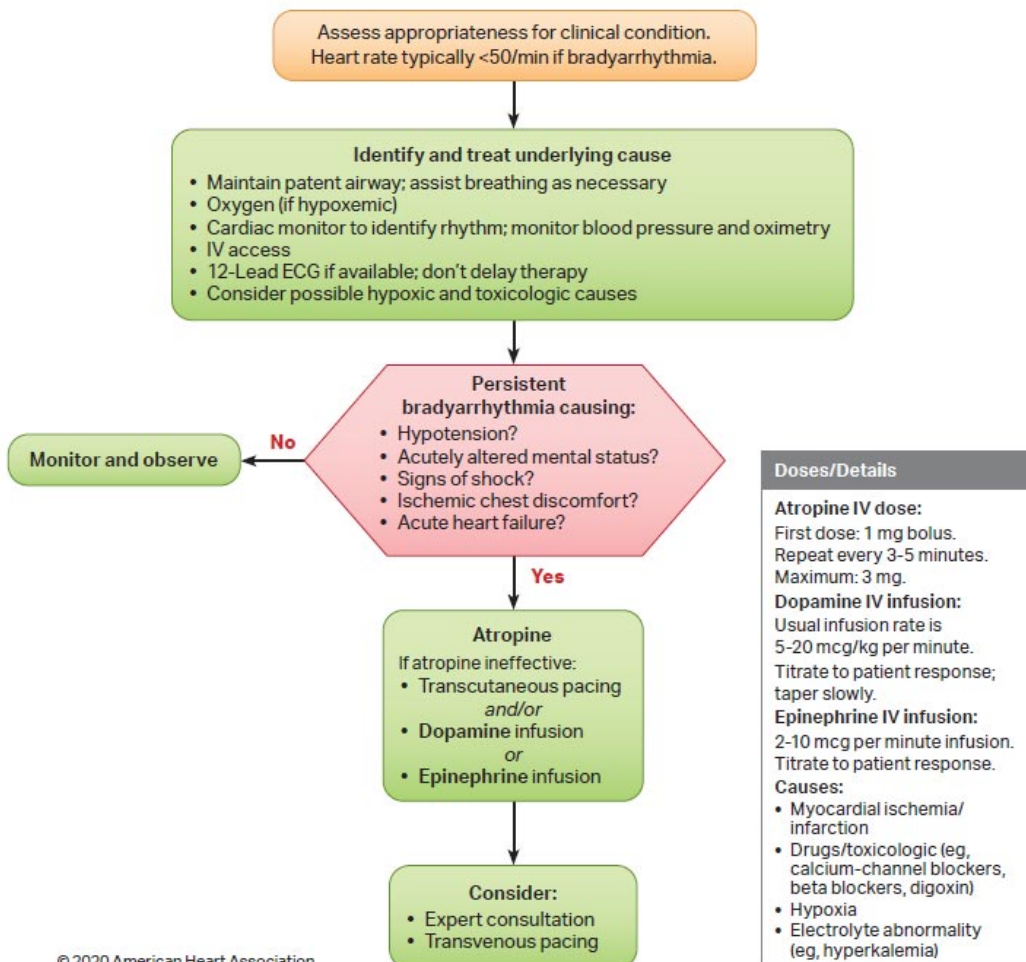 Assess appropriateness for clinical condition.
Heart rate typically <50/min if bradyarrhythmia.
Identify and treat underlying cause
• Maintain patent airway; assist breathing as necessary
• Oxygen (if hypoxemic)
• Cardiac monitor to identify rhythm; monitor blood pressure and oximetry
• IV access
• 12-Lead ECG if available; don't delay therapy
• Consider possible hypoxic and toxicologic causes
Persistent
bradyarrhythmia causing:
• Hypotension?
• Acutely altered mental status?
• Signs of shock?
• Ischemic chest discomfort?
• Acute heart failure?
No
Monitor and observe
Yes
Atropine
If atropine ineffective:
• Transcutaneous pacing
and/or
• Dopamine infusion
or
• Epinephrine infusion
Consider:
• Expert consultation
• Transvenous pacing
Doses/Details
Atropine IV dose:
First dose: 1 mg bolus.
Repeat every 3-5 minutes.
Maximum: 3 mg.
Dopamine IV infusion:
Usual infusion rate is
5-20 mcg/kg per minute.
Titrate to patient response;
taper slowly.
Epinephrine IV infusion:
2-10 mcg per minute infusion.
Titrate to patient response.
Causes:
• Myocardial ischemia/
infarction
• Drugs/toxicologic (eg,
calcium-channel blockers,
beta blockers, digoxin)
• Hypoxia
• Electrolyte abnormality
(eg, hyperkalemia)
© 2020 American Heart Association